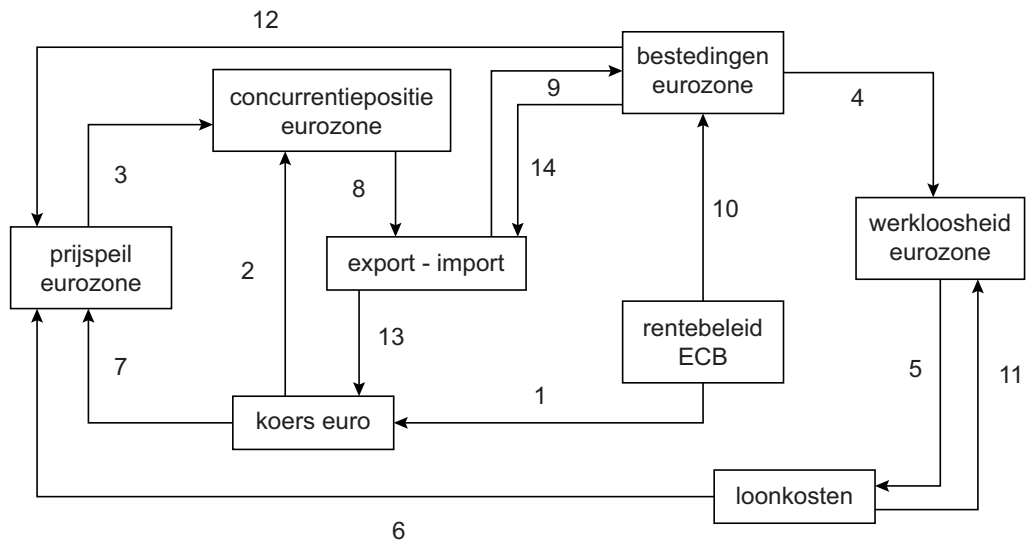 12
bestedingen
eurozone
9
4
concurrentiepositie
eurozone
3
8
14
10
werkloosheid
eurozone
prijspeil
eurozone
2
export - import
rentebeleid
ECB
13
7
5
11
1
koers euro
loonkosten
6